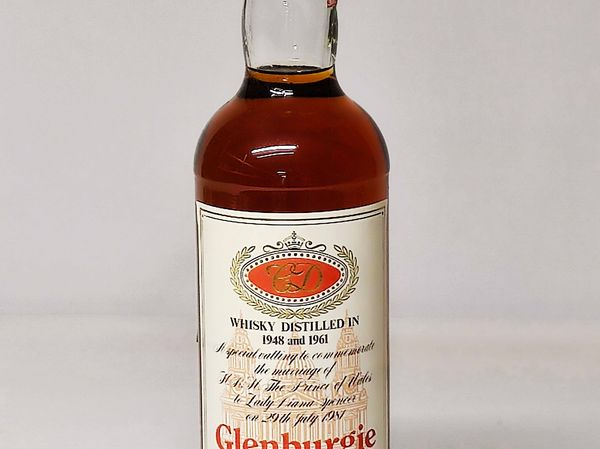 CD
WHISKY DISTILLED IN
1948 and 1961
A special vatting to commemorate
the marriage of
H.R.H. The Prince of Wales
to Lady Diana Spencer
on 29th July 1981
Glenburgie